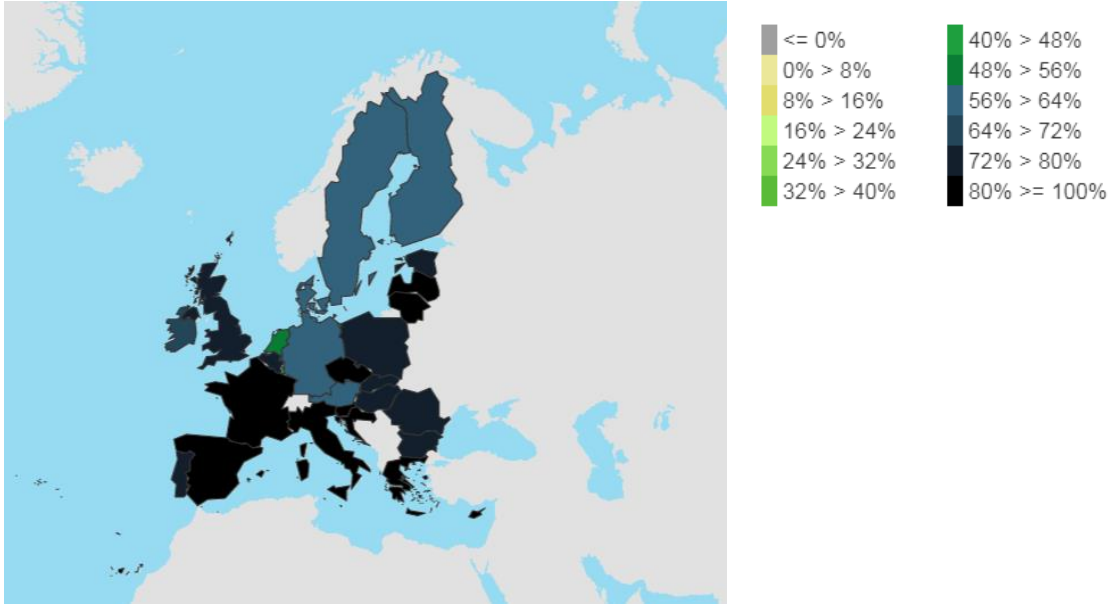 <= 0%
0% > 8%
8% > 16%
16% > 24%
24% > 32%
32% > 40%
40% > 48%
48% > 56%
56% > 64%
64% > 72%
72% > 80%
80% >= 100%